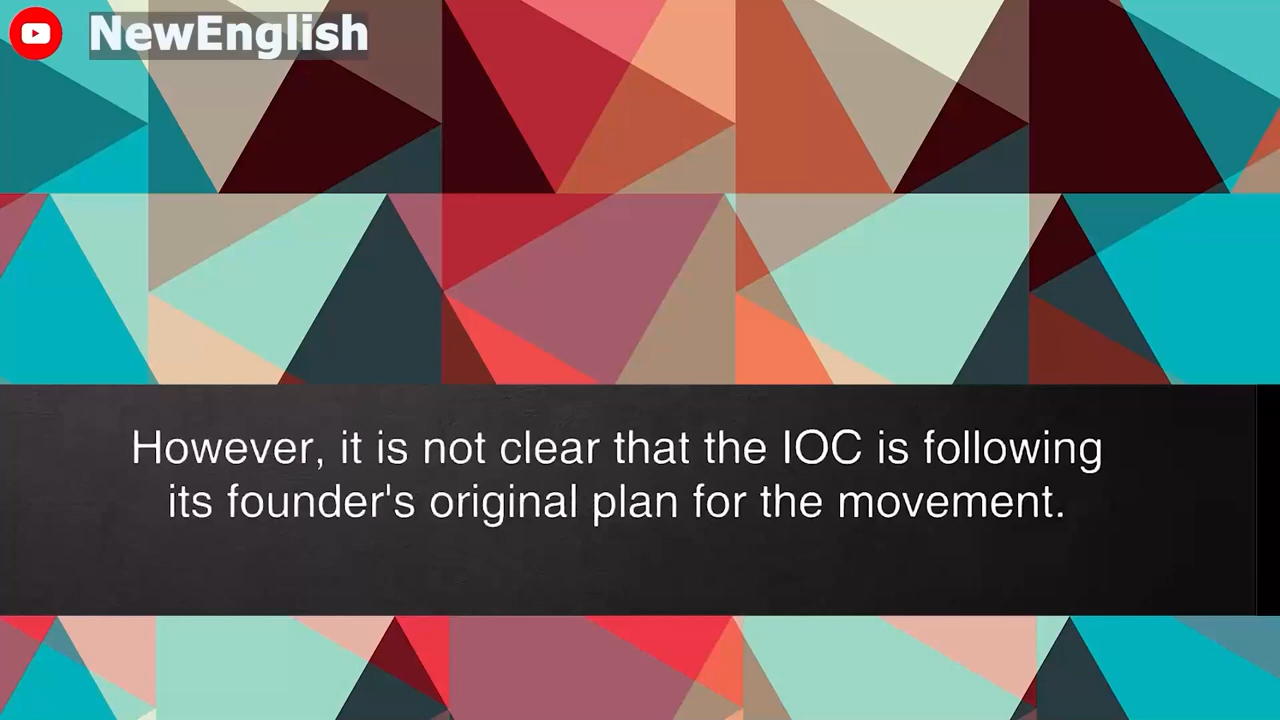 NewEnglish
However, it is not clear that the IOC is following
its founder's original plan for the movement.